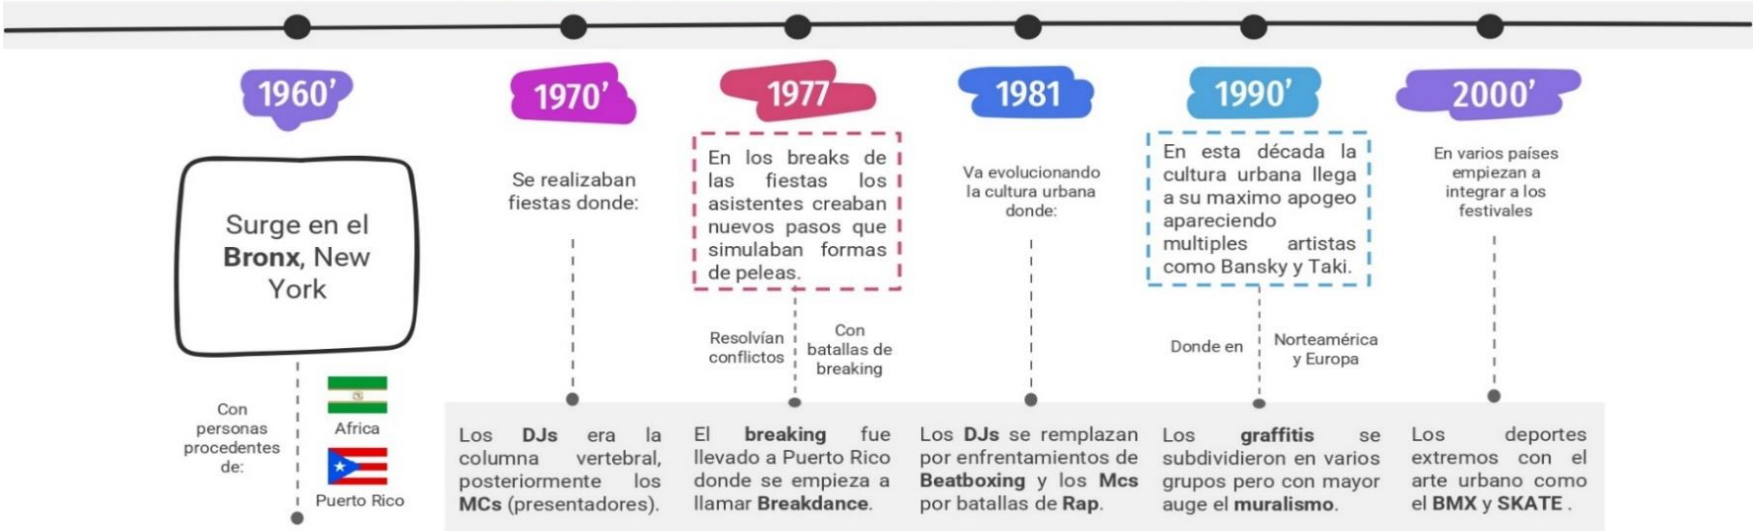 1960’
Surge en el
Bronx, New
York
Con
personas
procedentes
de:
Africa
Puerto Rico
1970’
Se realizaban
fiestas donde:
Los DJs era la
columna vertebral,
posteriormente los
MCs (presentadores).
1977
En los breaks de
las fiestas los
asistentes creaban
nuevos pasos que
simulaban formas
de peleas.
Resolvían
conflictos
Con
batallas de
breaking
El breaking fue
llevado a Puerto Rico
donde se empieza a
llamar Breakdance.
1981
Va evolucionando
la cultura urbana
donde:
Los DJs se remplazan
por enfrentamientos de
Beatboxing y los Mcs
por batallas de Rap.
1990’
En esta década la
cultura urbana llega
a su maximo apogeo
apareciendo
multiples artistas
como Bansky y Taki.
Donde en
Norteamérica
y Europa
Los graffitis se
subdividieron en varios
grupos pero con mayor
auge el muralismo.
2000’
En varios países
empiezan a
integrar a los
festivales
Los deportes
extremos con el
arte urbano como
el BMX y SKATE .